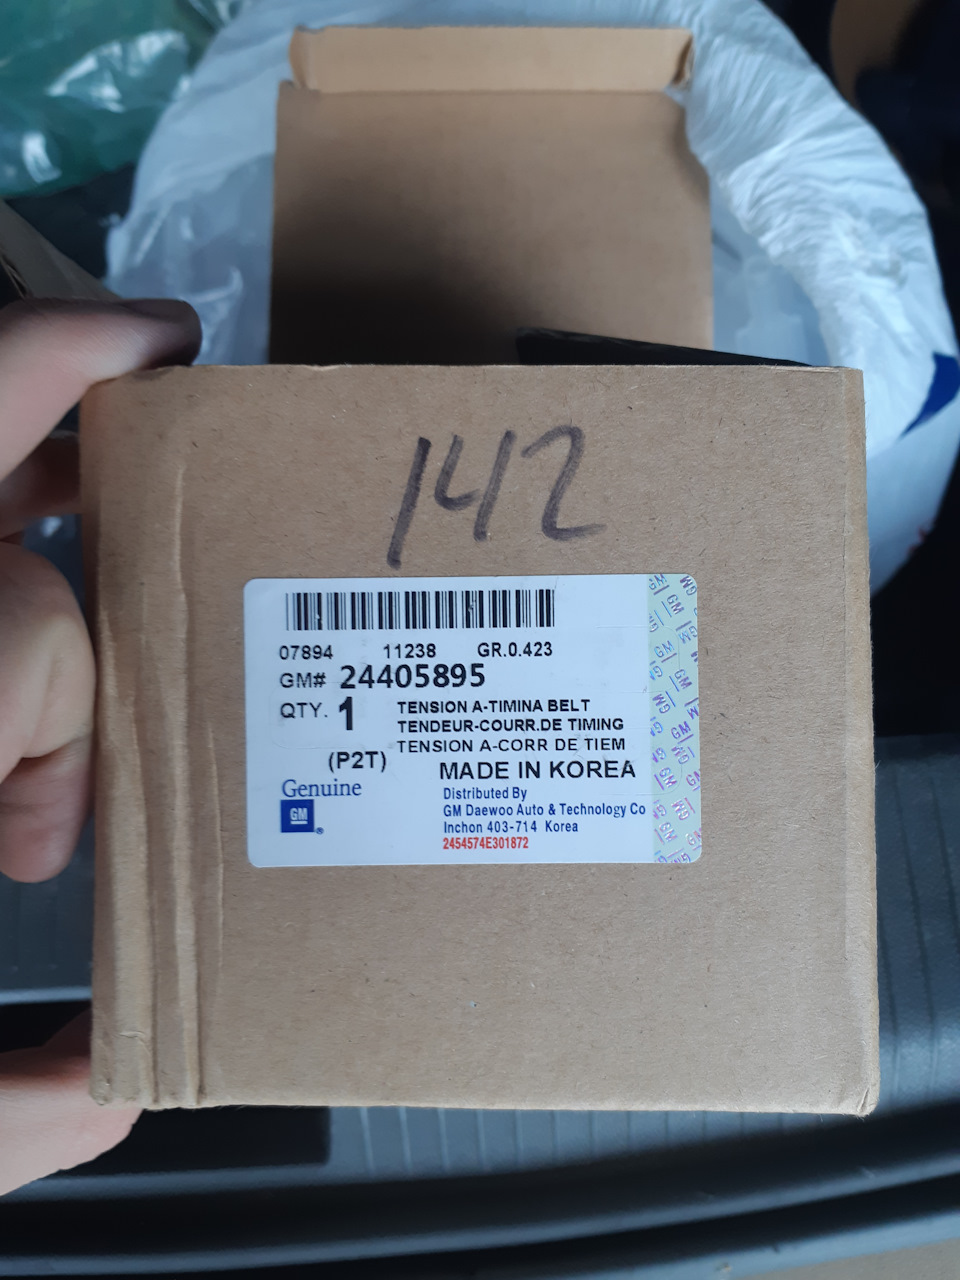 142
07894 11238 GR.0.423
GM# 24405895
QTY. 1
TENSION A-TIMINA BELT
TENDEUR-COURR.DE TIMING
TENSION A-CORR DE TIEM
(P2T)
MADE IN KOREA
Genuine
GM
Distributed By
GM Daewoo Auto & Technology Co
Inchon 403-714 Korea
2454574E301872